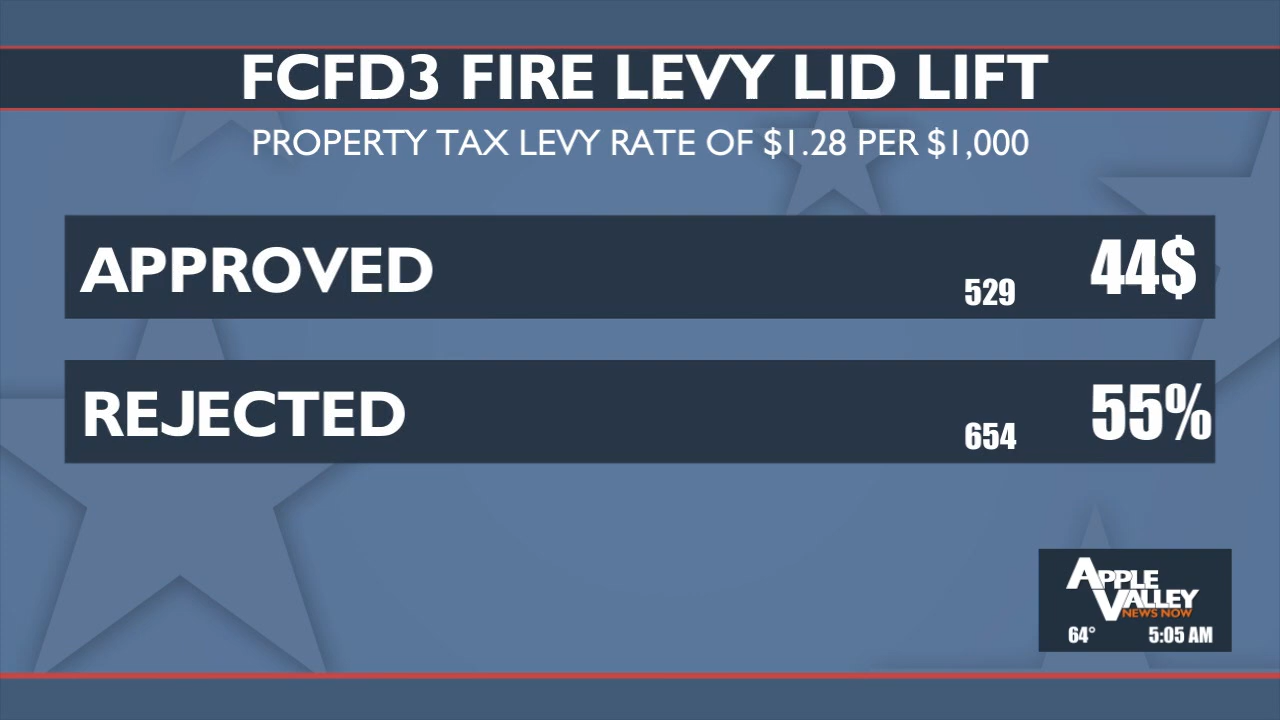 FCFD3 FIRE LEVY LID LIFT
PROPERTY TAX LEVY RATE OF $1.28 PER $1,000
APPROVED 529 44$
REJECTED 654 55%
APPLE
VALLEY
NEWS NOW
64° 5:05 AM